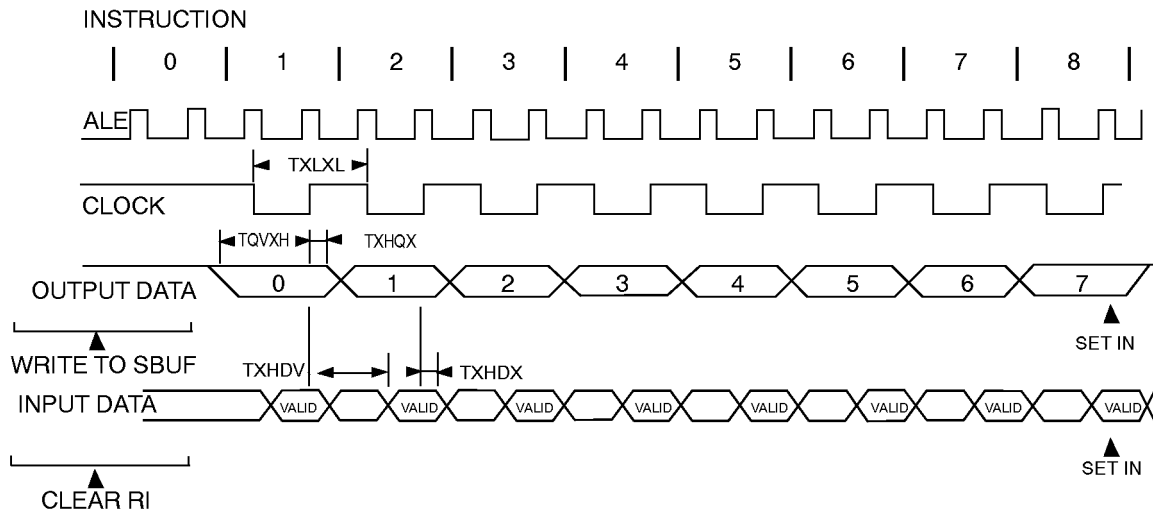 INSTRUCTION
0 1 2 3 4 5 6 7 8
ALE
TXLXL
CLOCK
TQVXH TXHQX
OUTPUT DATA 0 1 2 3 4 5 6 7
SET IN
WRITE TO SBUF
TXHDV TXHDX
INPUT DATA VALID VALID VALID VALID VALID VALID VALID VALID
SET IN
CLEAR RI